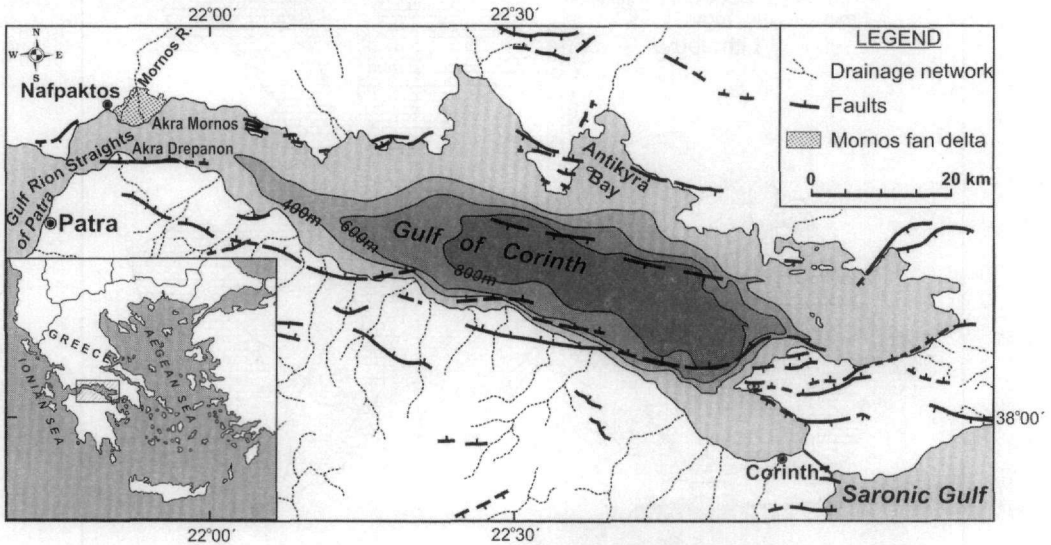 22°00´
22°30´
N
W E
S
Mornos R.
Nafpaktos
Akra Mornos
Akra Drepanon
Gulf Rion Straights
of Patra
Patra
Antikyra
Bay
400m
600m
800m
Gulf of Corinth
LEGEND
Drainage network
Faults
Mornos fan delta
0 20 km
GREECE
AEGEAN SEA
IONIAN SEA
38°00´
Corinth
Saronic Gulf
22°00´
22°30´